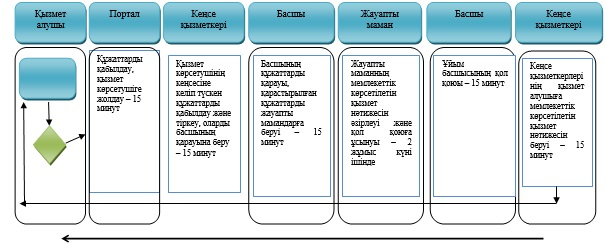 Қызмет
алушы
Портал
Кеңсе
қызметкері
Басшы
Жауапты
маман
Басшы
Кеңсе
қызметкері
Құжаттарды
қабылдау,
қызмет
көрсетушіге
жолдау – 15
минут
Қызмет
көрсетушінің
кеңсесіне
келіп түскен
құжаттарды
қабылдау және
тіркеу, оларды
басшының
қарауына беру
– 15 минут
Басшының
құжаттарды
қарауы,
қарастырылған
құжаттарды
жауапты
мамандарға
беруі – 15
минут
Жауапты
маманның
мемлекеттік
көрсетілетін
қызмет
нәтижесін
әзірлеуі және
қол қоюға
ұсынуы – 2
жұмыс күні
ішінде
Ұйым
басшысының қол
қоюы – 15 минут
Кеңсе
қызметкерлері
нің қызмет
алушыға
мемлекеттік
көрсетілетін
қызмет
нәтижесін
беруі – 15
минут